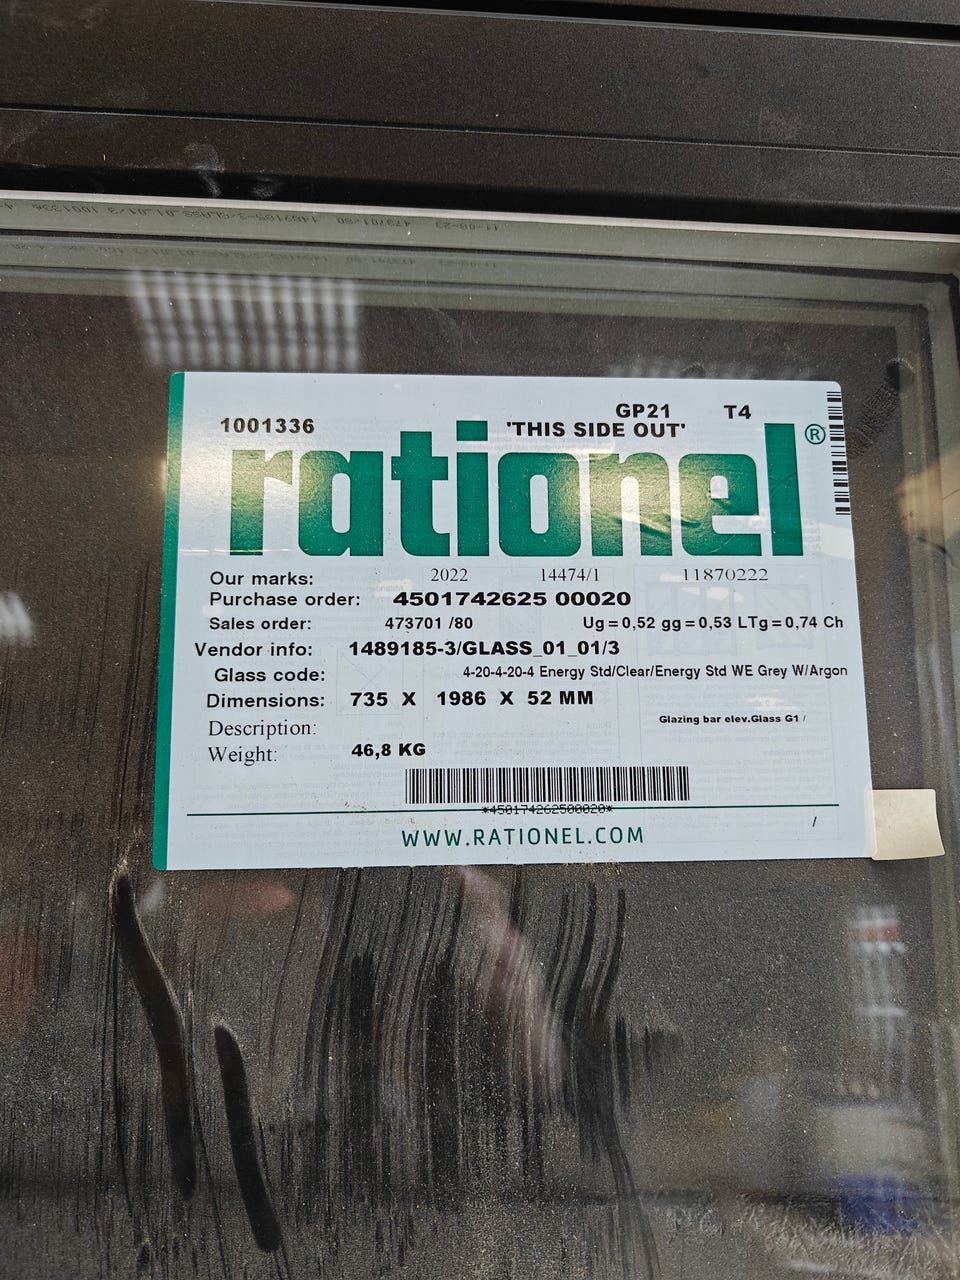 1001336 GP21 T4
'THIS SIDE OUT'
rationel®
Our marks: 2022 14474/1 11870222
Purchase order: 4501742625 00020
Sales order: 473701 /80 Ug=0,52 gg=0,53 LTg=0,74 Ch
Vendor info: 1489185-3/GLASS_01_01/3
Glass code: 4-20-4-20-4 Energy Std/Clear/Energy Std WE Grey W/Argon
Dimensions: 735 X 1986 X 52 MM
Glazing bar elev.Glass G1 /
Description:
Weight: 46,8 KG
*450174262500020*
/
WWW.RATIONEL.COM